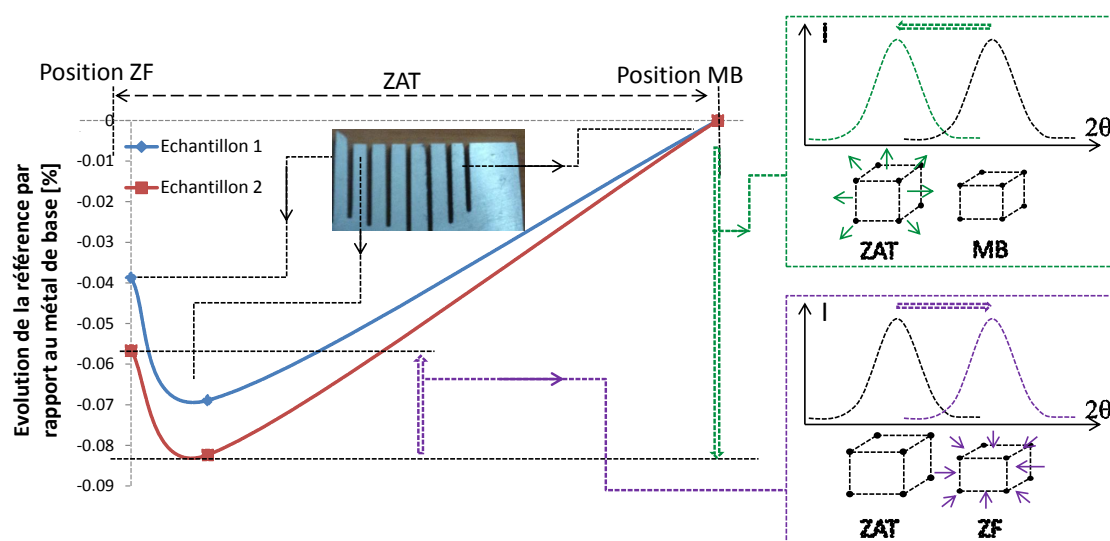 Position ZF
ZAT
Position MB
Evolution de la référence par
rapport au métal de base [%]
0
-0.01
-0.02
-0.03
-0.04
-0.05
-0.06
-0.07
-0.08
-0.09
Echantillon 1
Echantillon 2
I
2θ
ZAT
MB
I
2θ
ZAT
ZF